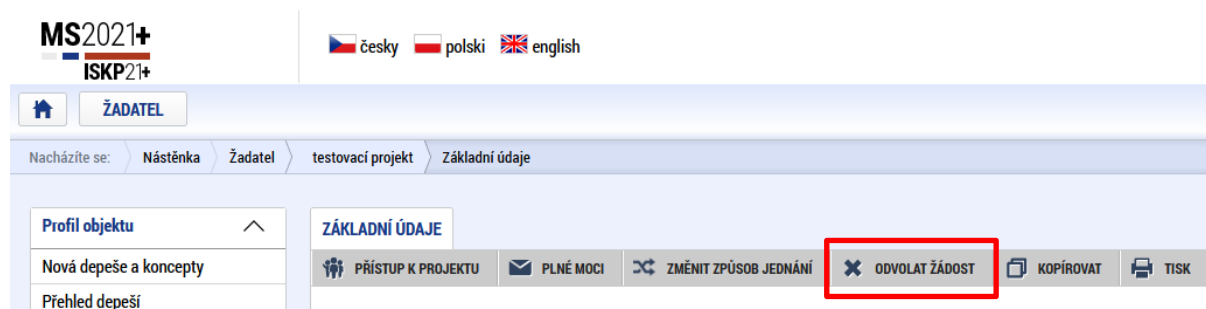 MS2021+
ISKP21+
česky polski english
ŽADATEL
Nacházíte se: Nástěnka Žadatel testovací projekt Základní údaje
Profil objektu
Nová depeše a koncepty
Přehled depeší
ZÁKLADNÍ ÚDAJE
PŘÍSTUP K PROJEKTU PLNÉ MOCI ZMĚNIT ZPŮSOB JEDNÁNÍ ODVOLAT ŽÁDOST KOPÍROVAT TISK